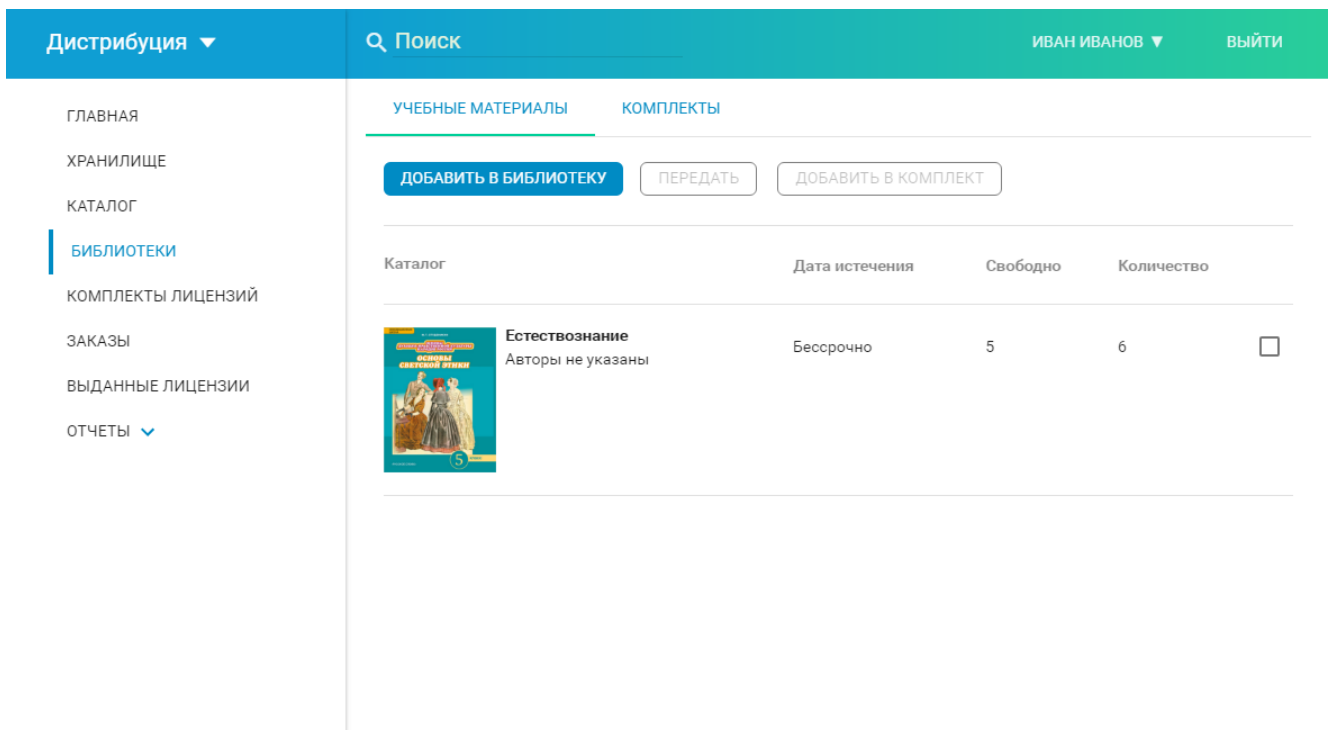 Дистрибуция ▼
Поиск
ИВАН ИВАНОВ ▼
ВЫЙТИ
ГЛАВНАЯ
ХРАНИЛИЩЕ
КАТАЛОГ
БИБЛИОТЕКИ
КОМПЛЕКТЫ ЛИЦЕНЗИЙ
ЗАКАЗЫ
ВЫДАННЫЕ ЛИЦЕНЗИИ
ОТЧЕТЫ
УЧЕБНЫЕ МАТЕРИАЛЫ КОМПЛЕКТЫ
ДОБАВИТЬ В БИБЛИОТЕКУ ПЕРЕДАТЬ ДОБАВИТЬ В КОМПЛЕКТ
Каталог Дата истечения Свободно Количество
ОСНОВЫ
СВЕТСКОЙ ЭТИКИ
5
Естествознание
Авторы не указаны
Бессрочно 5 6